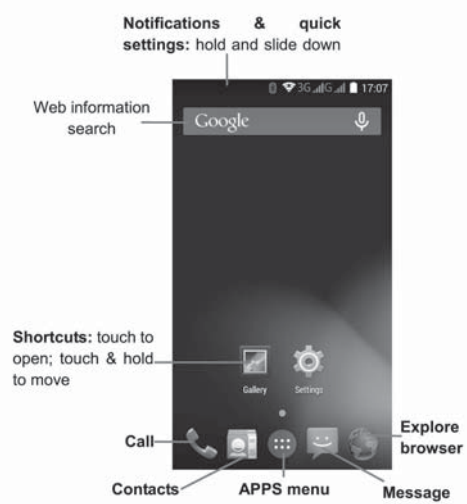 Notifications & quick
settings: hold and slide down
3G G 17:07
Web information
search
Google
Shortcuts: touch to
open; touch & hold
to move
Gallery Settings
Call
Explore
browser
Contacts
APPS menu
Message